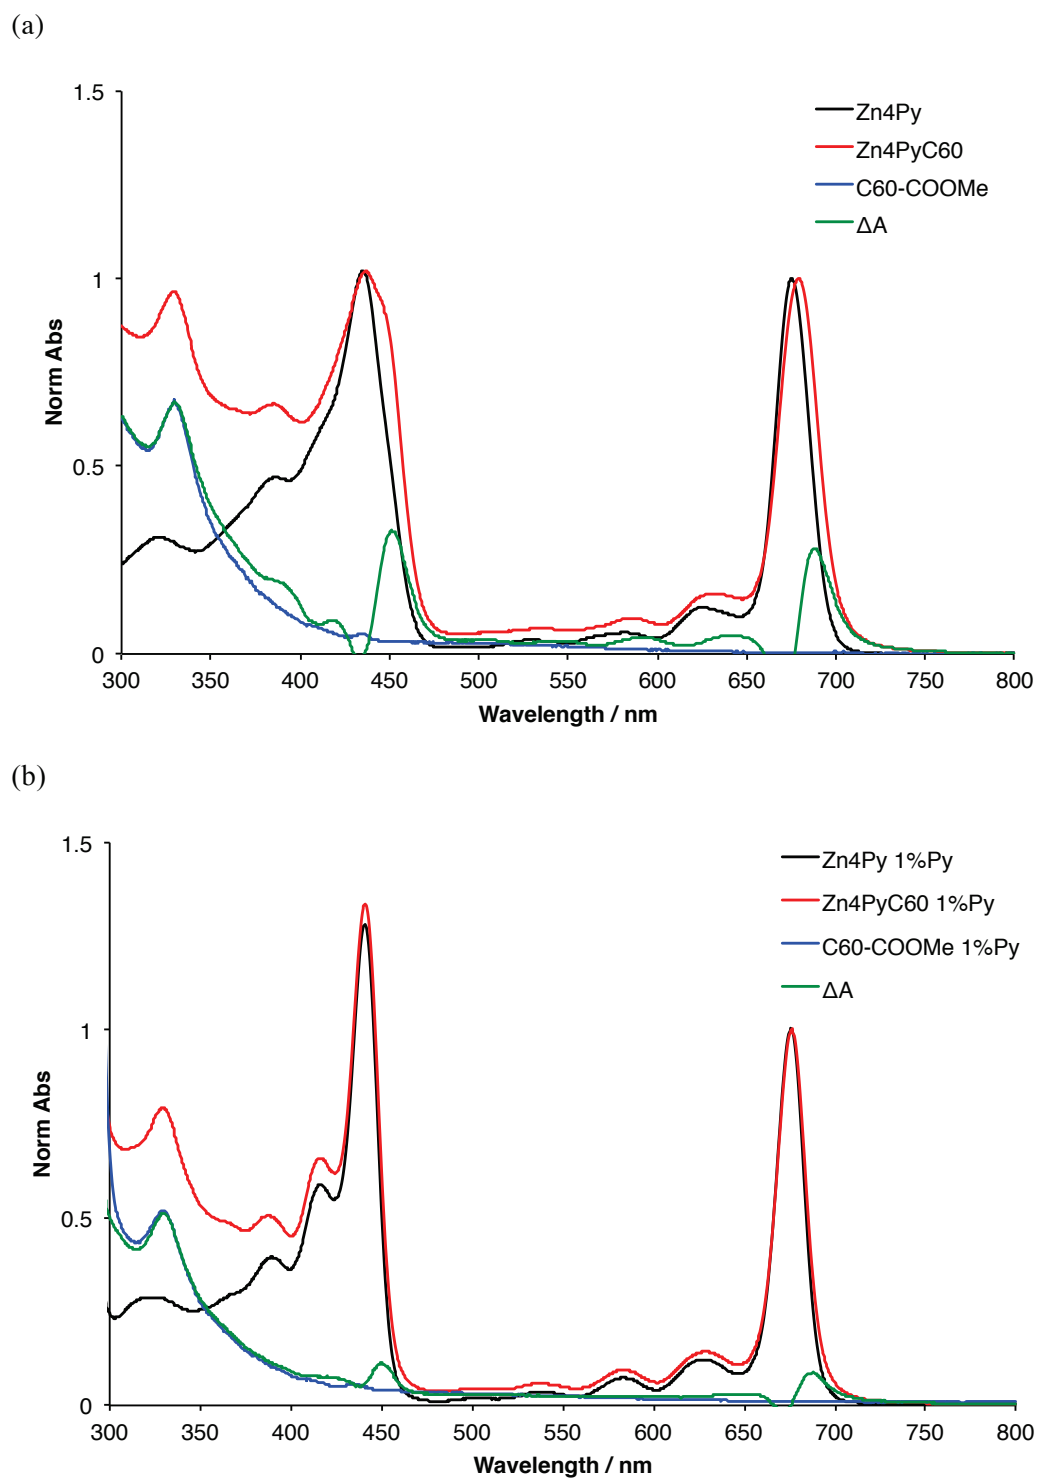 (a)
1.5
1
0.5
0
Norm Abs
Zn4Py
Zn4PyC60
C60-COOMe
ΔA
300 350 400 450 500 550 600 650 700 750 800
Wavelength / nm
(b)
1.5
1
0.5
0
Norm Abs
Zn4Py 1%Py
Zn4PyC60 1%Py
C60-COOMe 1%Py
ΔA
300 350 400 450 500 550 600 650 700 750 800
Wavelength / nm